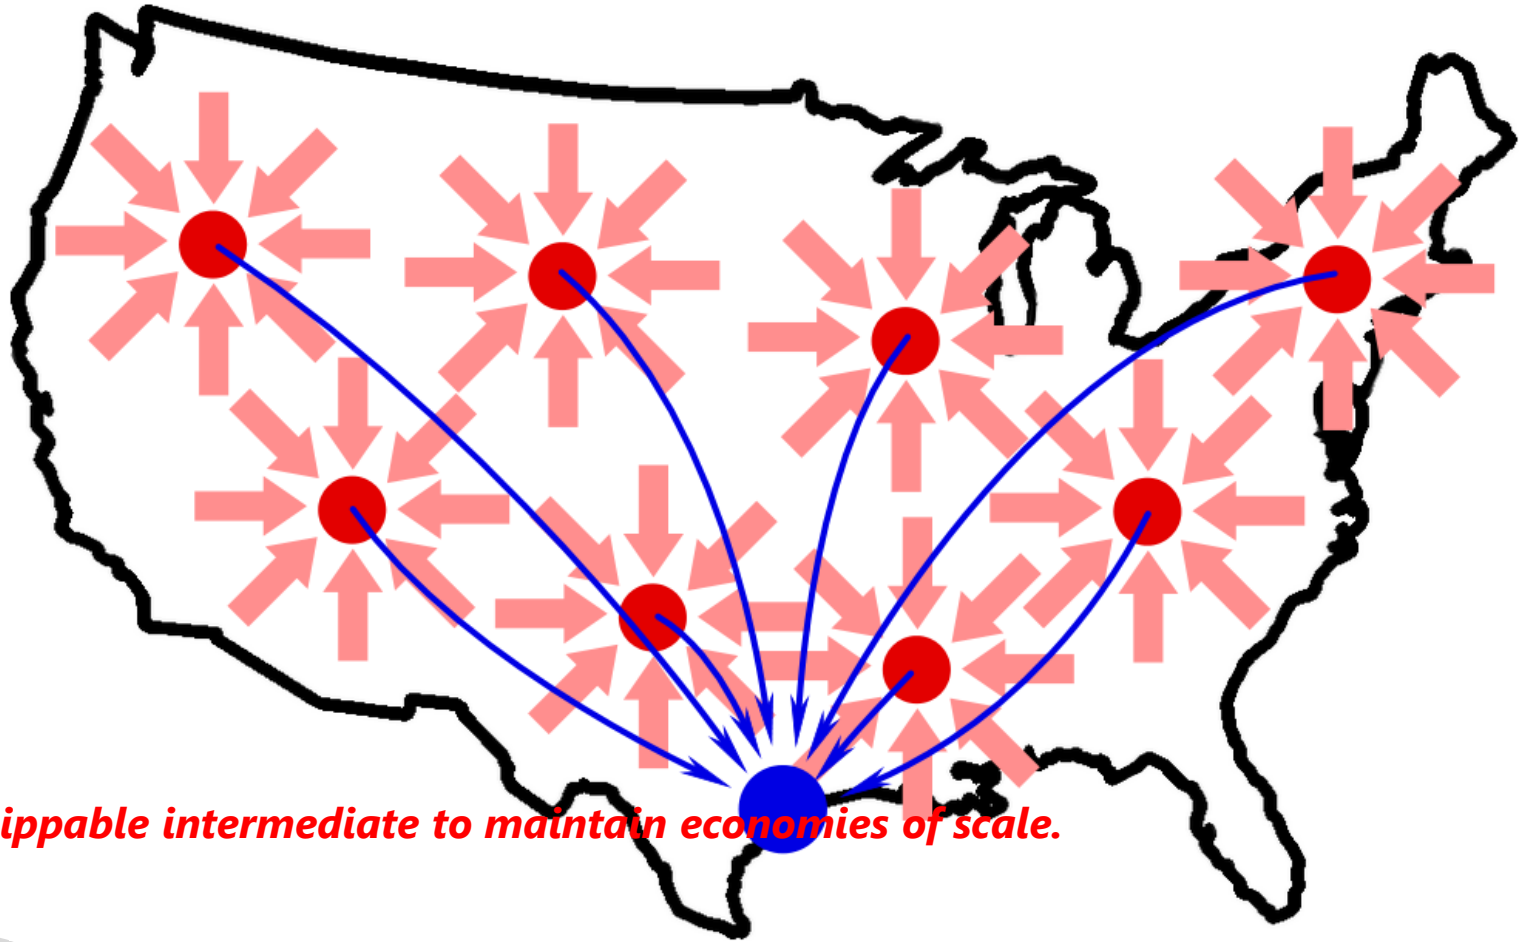 ippable intermediate to maintain economies of scale.